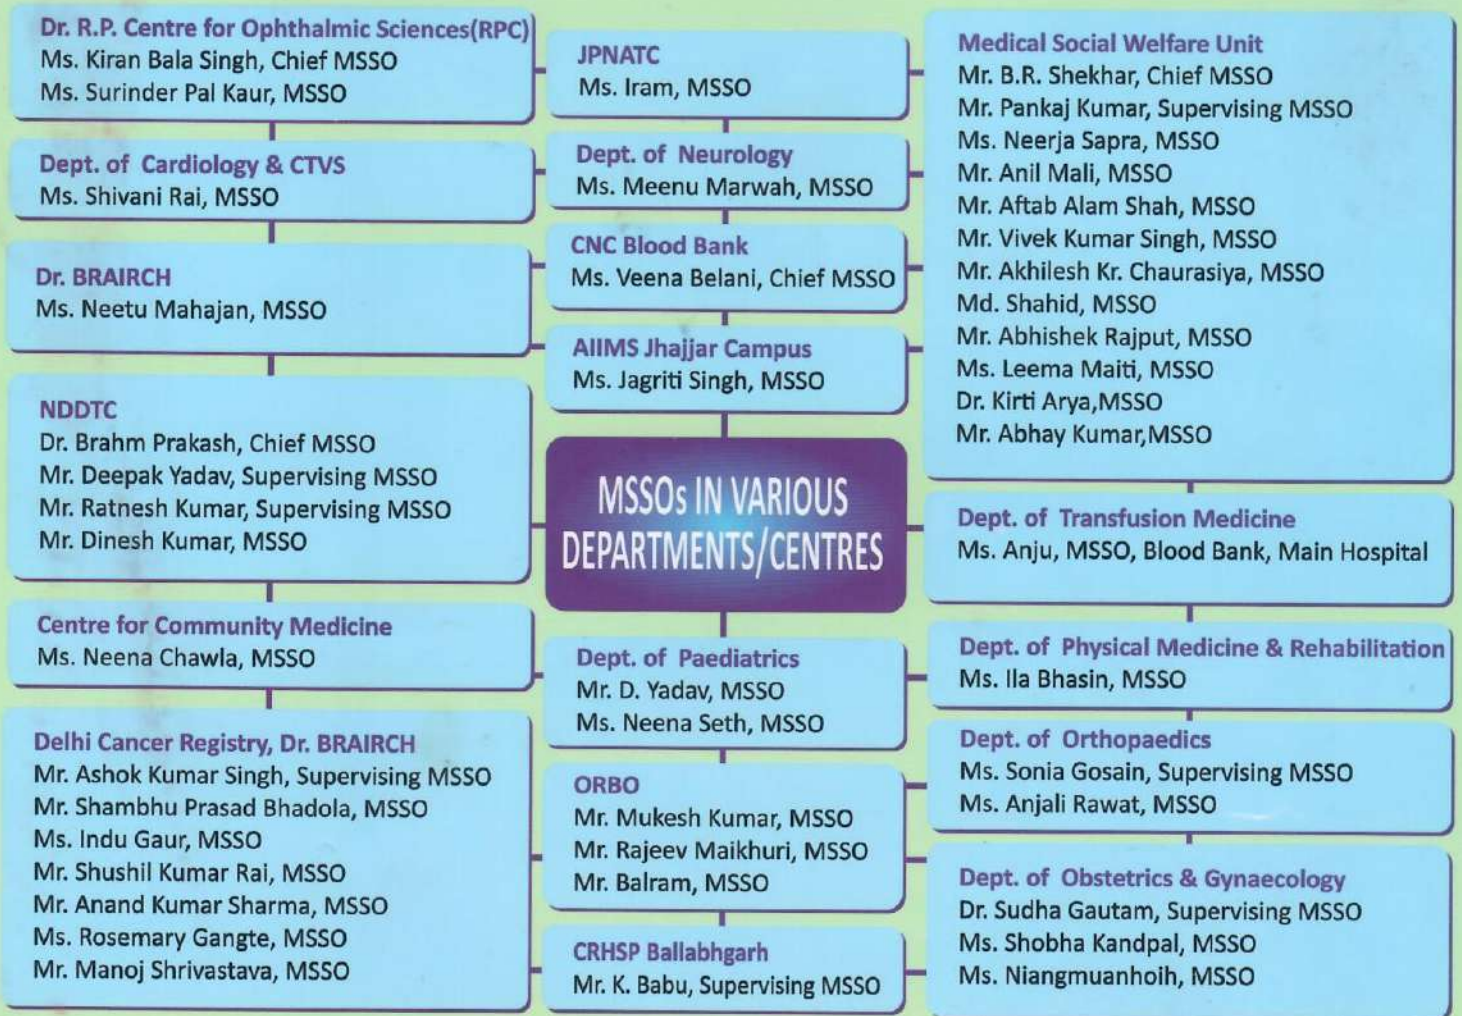 Dr. R.P. Centre for Ophthalmic Sciences(RPC)
Ms. Kiran Bala Singh, Chief MSSO
Ms. Surinder Pal Kaur, MSSO
Dept. of Cardiology & CTVS
Ms. Shivani Rai, MSSO
Dr. BRAIRCH
Ms. Neetu Mahajan, MSSO
NDDTC
Dr. Brahm Prakash, Chief MSSO
Mr. Deepak Yadav, Supervising MSSO
Mr. Ratnesh Kumar, Supervising MSSO
Mr. Dinesh Kumar, MSSO
Centre for Community Medicine
Ms. Neena Chawla, MSSO
Delhi Cancer Registry, Dr. BRAIRCH
Mr. Ashok Kumar Singh, Supervising MSSO
Mr. Shambhu Prasad Bhadola, MSSO
Ms. Indu Gaur, MSSO
Mr. Shushil Kumar Rai, MSSO
Mr. Anand Kumar Sharma, MSSO
Ms. Rosemary Gangte, MSSO
Mr. Manoj Shrivastava, MSSO
JPNATC
Ms. Iram, MSSO
Dept. of Neurology
Ms. Meenu Marwah, MSSO
CNC Blood Bank
Ms. Veena Belani, Chief MSSO
AIIMS Jhajjar Campus
Ms. Jagriti Singh, MSSO
MSSOs IN VARIOUS
DEPARTMENTS/CENTRES
Dept. of Paediatrics
Mr. D. Yadav, MSSO
Ms. Neena Seth, MSSO
ORBO
Mr. Mukesh Kumar, MSSO
Mr. Rajeev Maikhuri, MSSO
Mr. Balram, MSSO
CRHSP Ballabhgarh
Mr. K. Babu, Supervising MSSO
Medical Social Welfare Unit
Mr. B.R. Shekhar, Chief MSSO
Mr. Pankaj Kumar, Supervising MSSO
Ms. Neerja Sapra, MSSO
Mr. Anil Mali, MSSO
Mr. Aftab Alam Shah, MSSO
Mr. Vivek Kumar Singh, MSSO
Mr. Akhilesh Kr. Chaurasiya, MSSO
Md. Shahid, MSSO
Mr. Abhishek Rajput, MSSO
Ms. Leema Maiti, MSSO
Dr. Kirti Arya,MSSO
Mr. Abhay Kumar,MSSO
Dept. of Transfusion Medicine
Ms. Anju, MSSO, Blood Bank, Main Hospital
Dept. of Physical Medicine & Rehabilitation
Ms. Ila Bhasin, MSSO
Dept. of Orthopaedics
Ms. Sonia Gosain, Supervising MSSO
Ms. Anjali Rawat, MSSO
Dept. of Obstetrics & Gynaecology
Dr. Sudha Gautam, Supervising MSSO
Ms. Shobha Kandpal, MSSO
Ms. Niangmuanhoih, MSSO